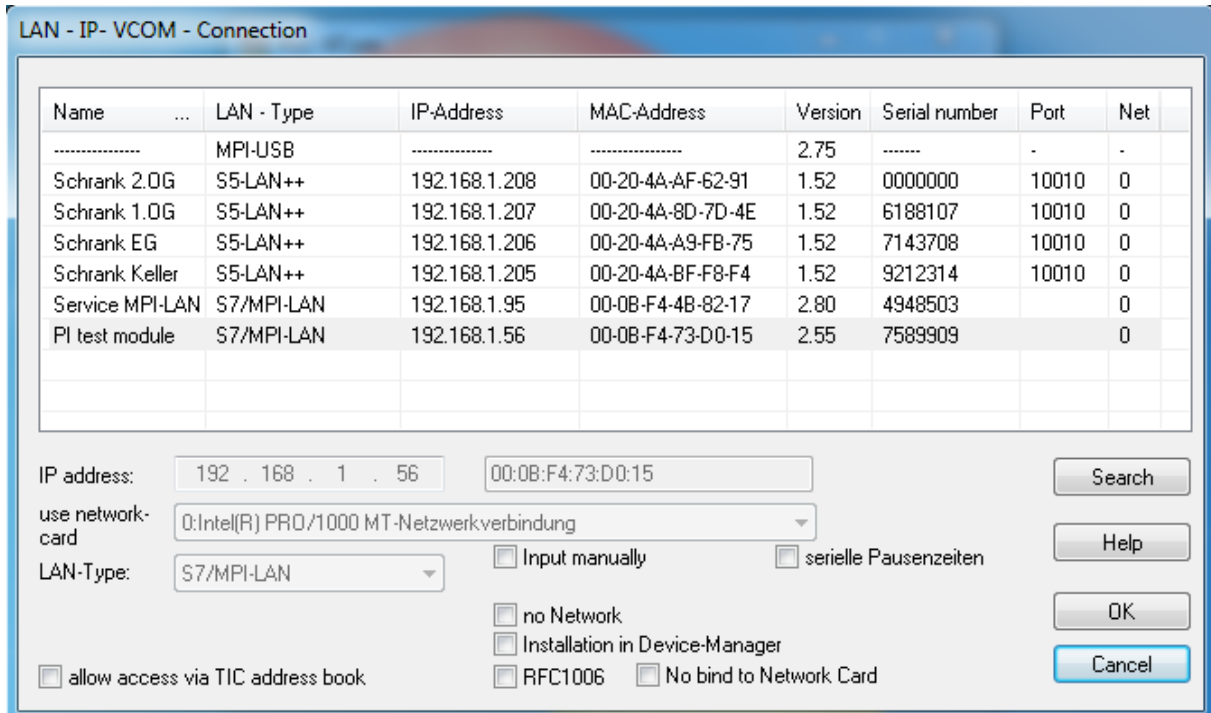 LAN - IP- VCOM - Connection
Name ... LAN - Type IP-Address MAC-Address Version Serial number Port Net
---------------- MPI-USB -------------- ---------------- 2.75 ------- - -
Schrank 2.OG S5-LAN++ 192.168.1.208 00-20-4A-AF-62-91 1.52 0000000 10010 0
Schrank 1.OG S5-LAN++ 192.168.1.207 00-20-4A-8D-7D-4E 1.52 6188107 10010 0
Schrank EG S5-LAN++ 192.168.1.206 00-20-4A-A9-FB-75 1.52 7143708 10010 0
Schrank Keller S5-LAN++ 192.168.1.205 00-20-4A-BF-F8-F4 1.52 9212314 10010 0
Service MPI-LAN S7/MPI-LAN 192.168.1.95 00-0B-F4-4B-82-17 2.80 4948503 0
PI test module S7/MPI-LAN 192.168.1.56 00-0B-F4-73-D0-15 2.55 7589909 0
IP address: 192 . 168 . 1 . 56 00:0B:F4:73:D0:15 Search
use network-
card 0:Intel(R) PRO/1000 MT-Netzwerkverbindung
Help
LAN-Type: S7/MPI-LAN Input manually serielle Pausenzeiten
no Network OK
Installation in Device-Manager
allow access via TIC address book RFC1006 No bind to Network Card Cancel